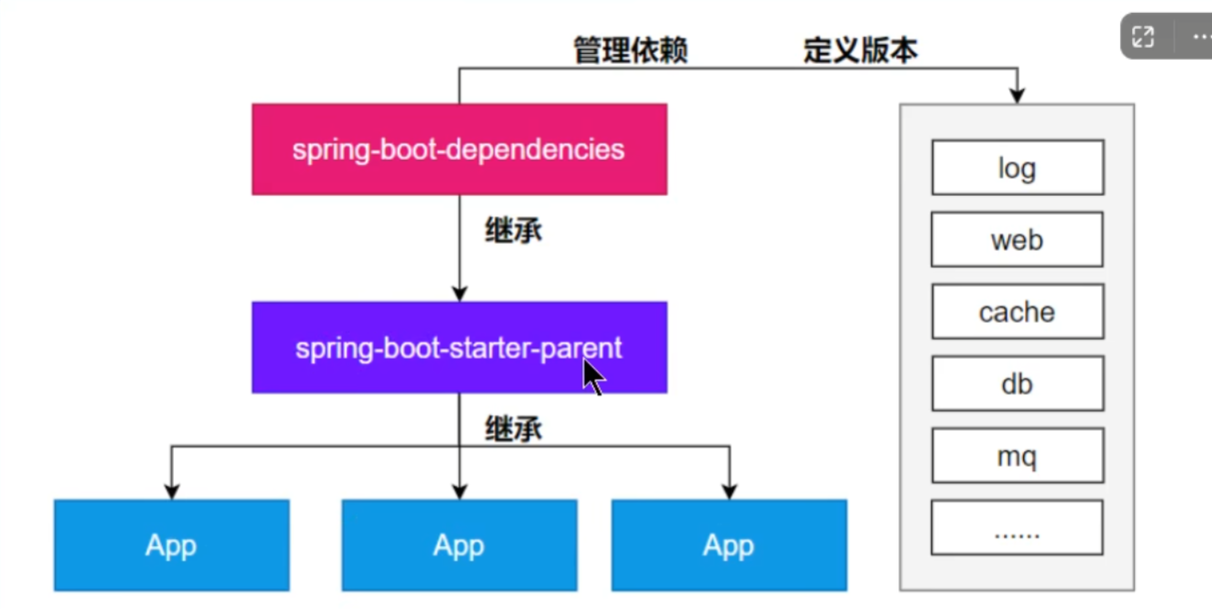 管理依赖 定义版本
spring-boot-dependencies
继承
spring-boot-starter-parent
继承
App
App
App
log
web
cache
db
mq
......